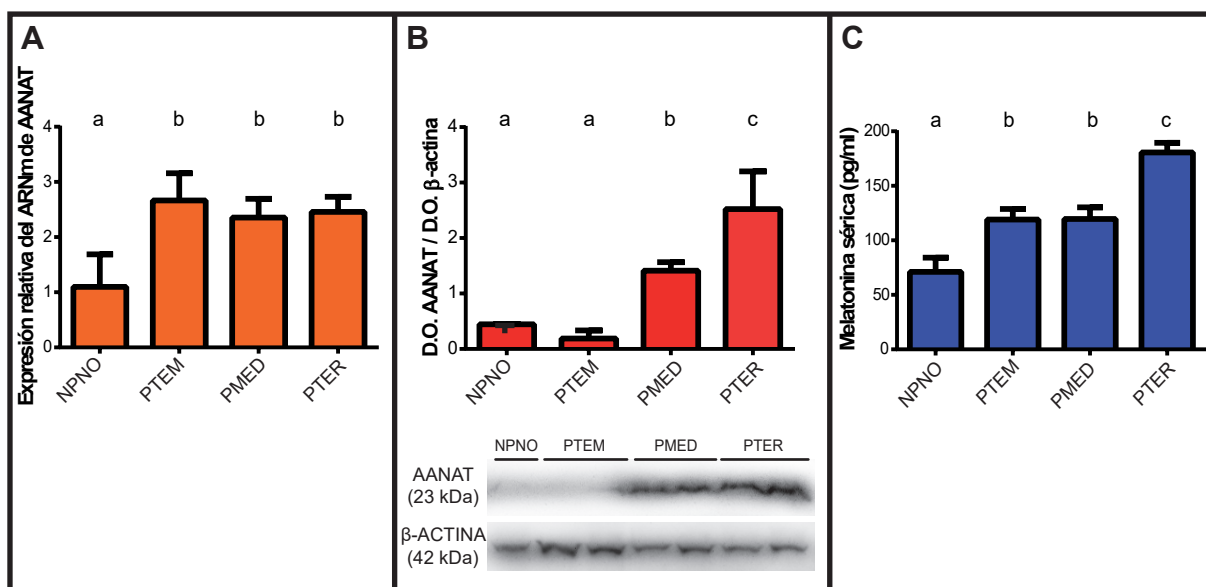 A
Expresión relativa del ARNm de AANAT
a b b b
4
3
2
1
0
NPNO PTEM PMED PTER
B
D.O. AANAT / D.O. β-actina
a a b c
4
3
2
1
0
NPNO PTEM PMED PTER
NPNO PTEM PMED PTER
AANAT
(23 kDa)
β-ACTINA
(42 kDa)
C
Melatonina sérica (pg/ml)
a b b c
200
150
100
50
0
NPNO PTEM PMED PTER